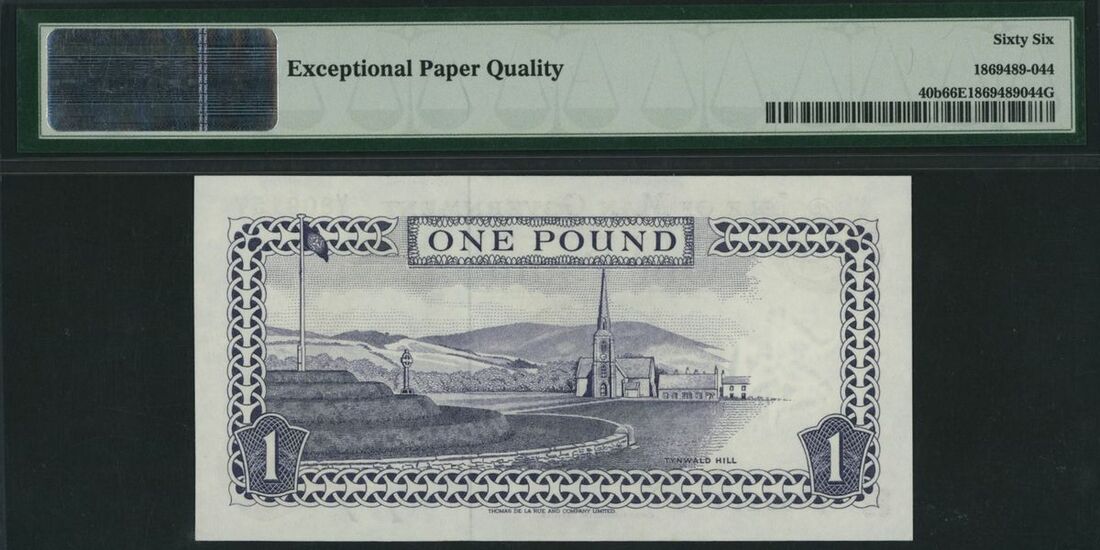 Sixty Six
Exceptional Paper Quality
1869489-044
40b66E1869489044G
ONE POUND
1
1
TYNWALD HILL
THOMAS DE LA RUE AND COMPANY LIMITED.